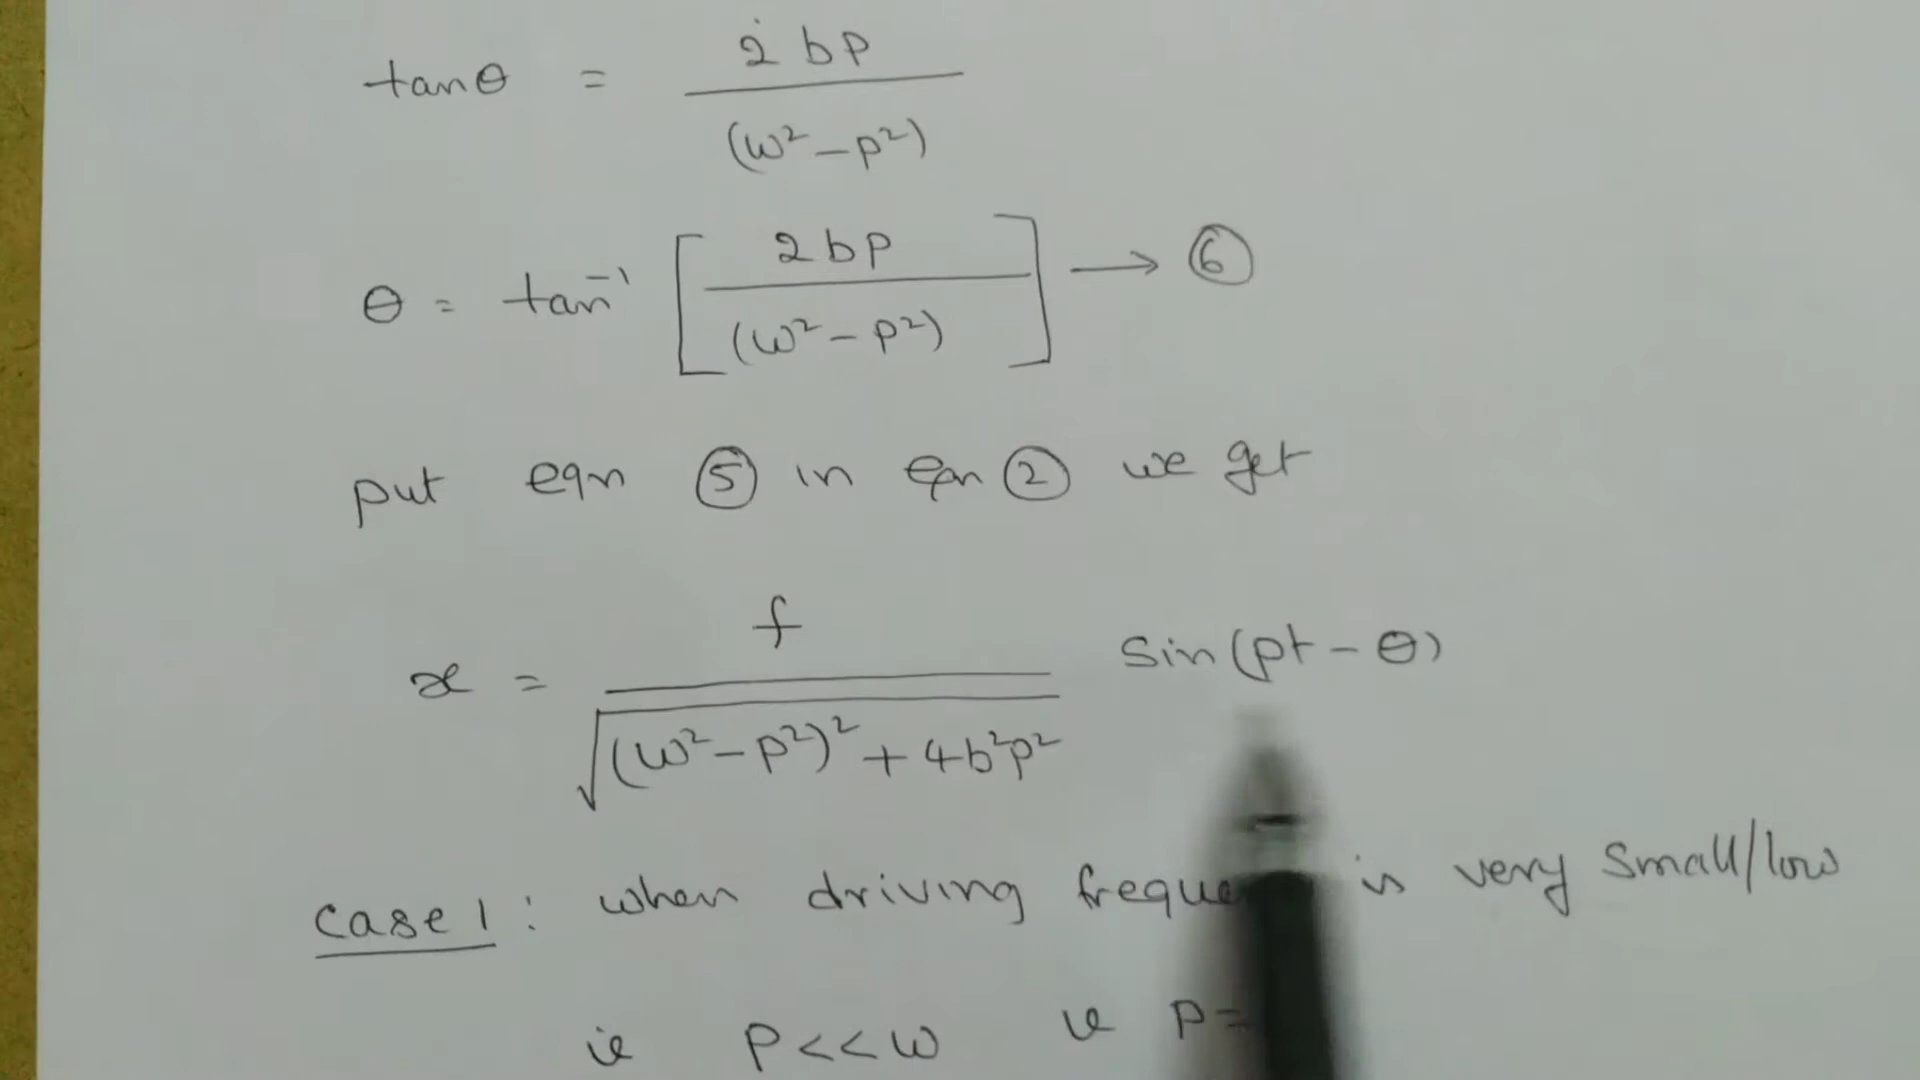 tanθ = 2bp / (ω²-p²)
θ = tan⁻¹ [ 2bp / (ω²-p²) ] → ⑥
put eqn ⑤ in eqn ② we get
x = f / √((ω²-p²)² + 4b²p²) sin(pt-θ)
Case 1: when driving is very small/low
ie p<<ω ie p=